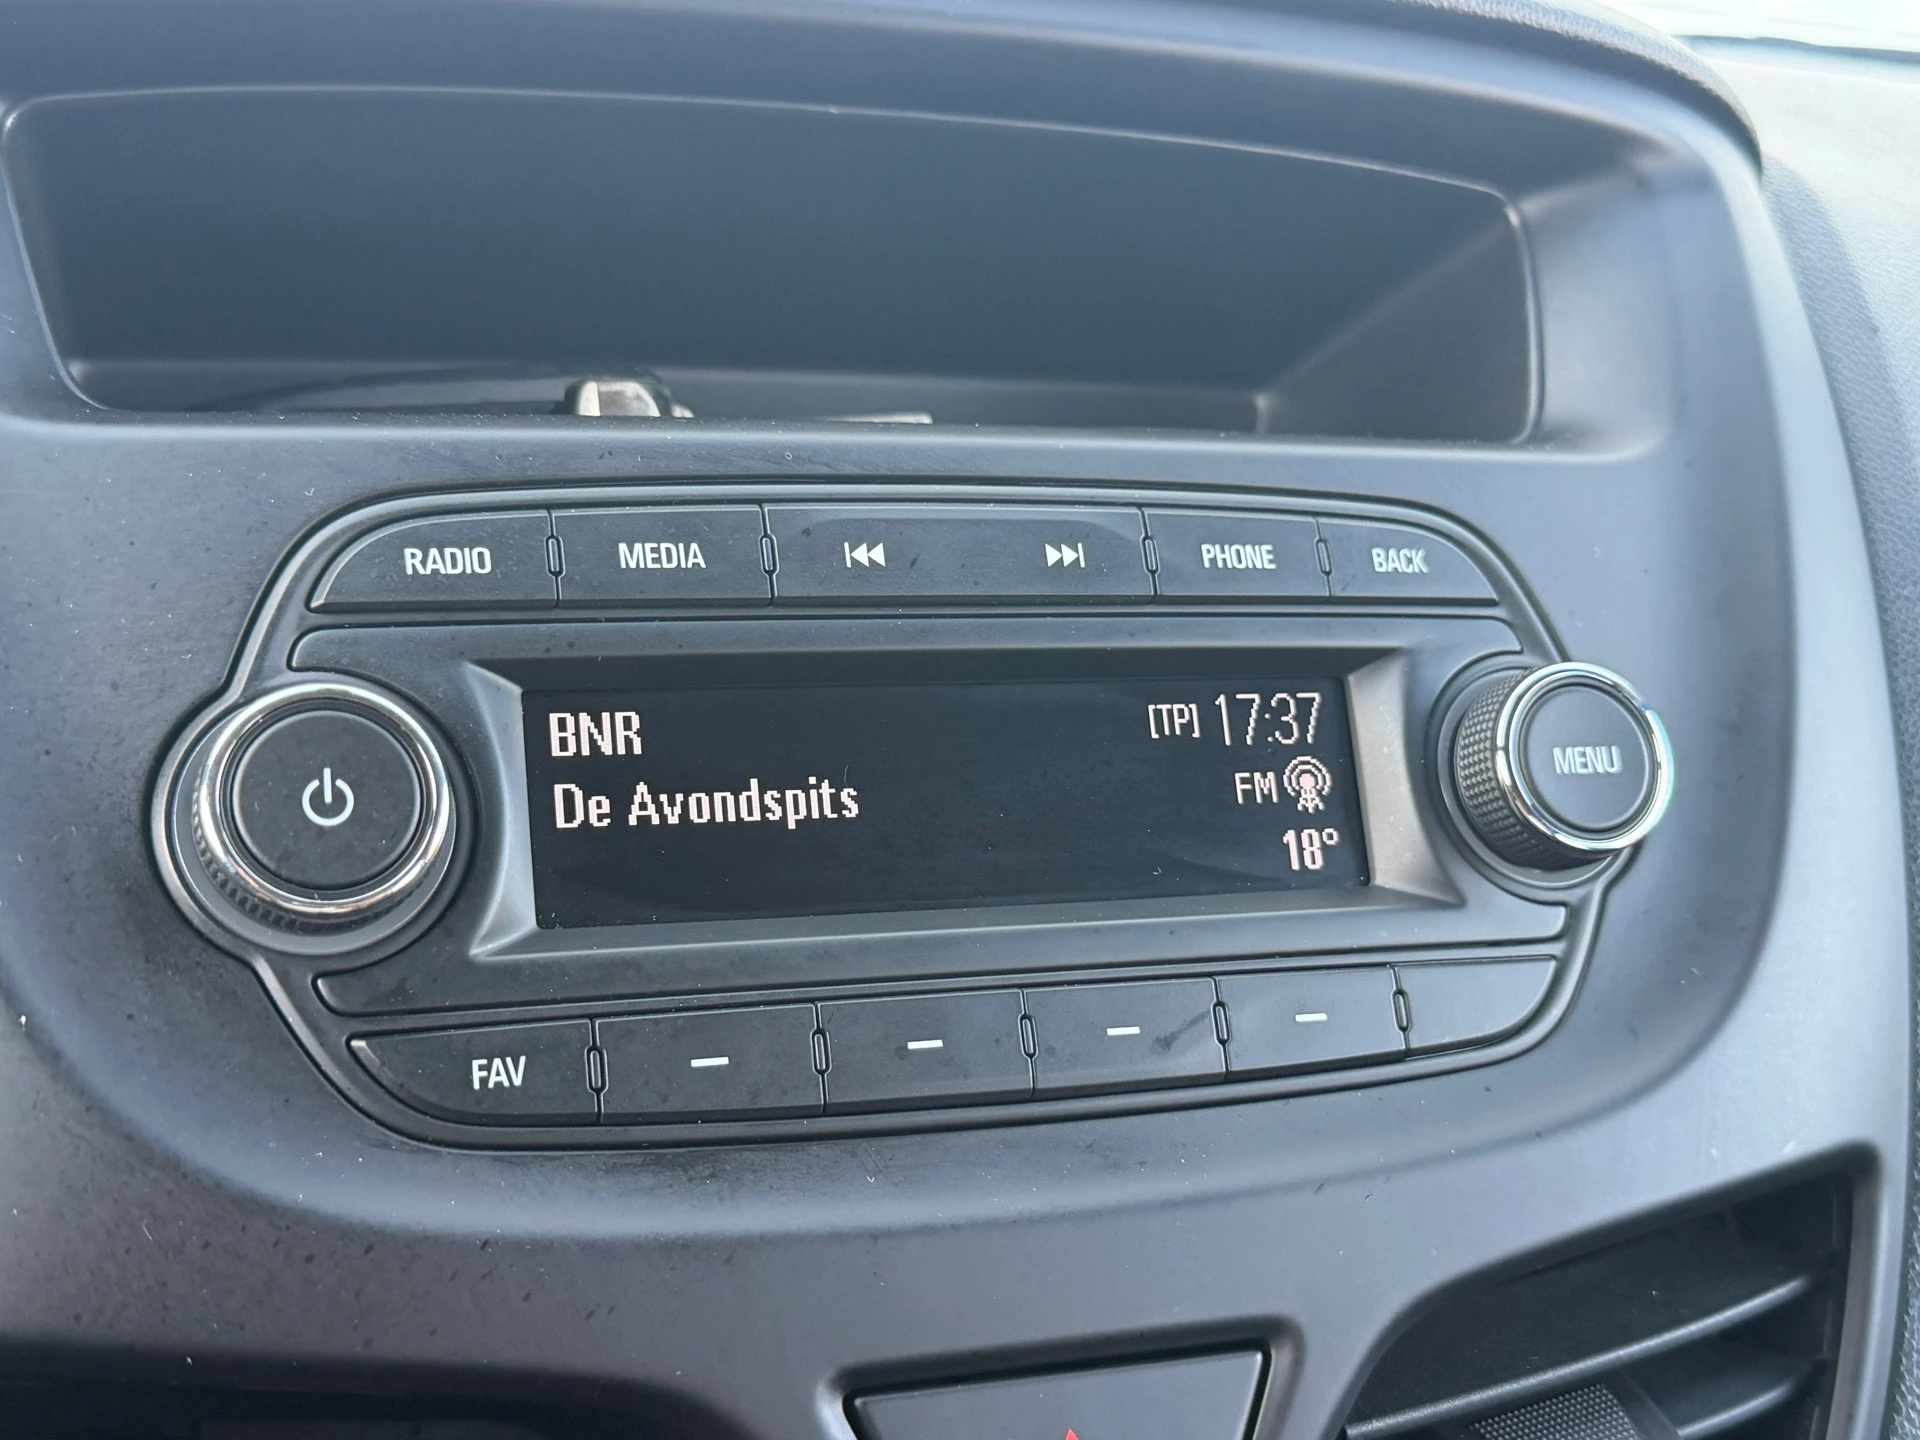 RADIO MEDIA PHONE BACK
BNR [TP] 17:37
De Avondspits FM
18°
MENU
FAV